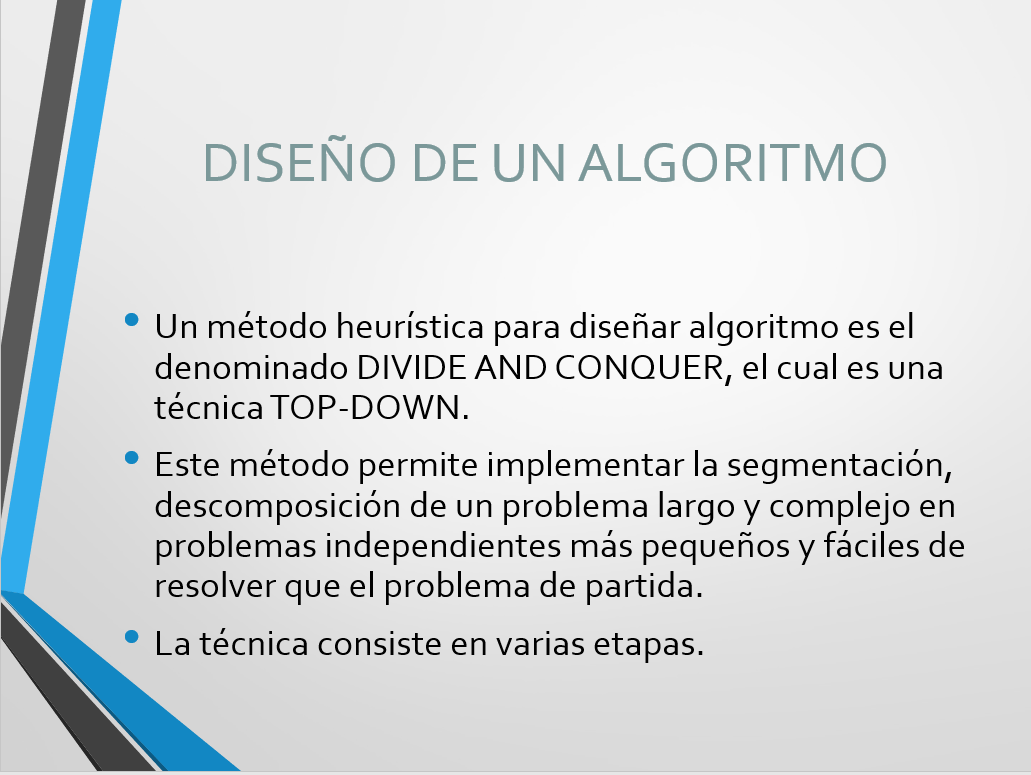 DISEÑO DE UN ALGORITMO
• Un método heurística para diseñar algoritmo es el
denominado DIVIDE AND CONQUER, el cual es una
técnica TOP-DOWN.
• Este método permite implementar la segmentación,
descomposición de un problema largo y complejo en
problemas independientes más pequeños y fáciles de
resolver que el problema de partida.
• La técnica consiste en varias etapas.